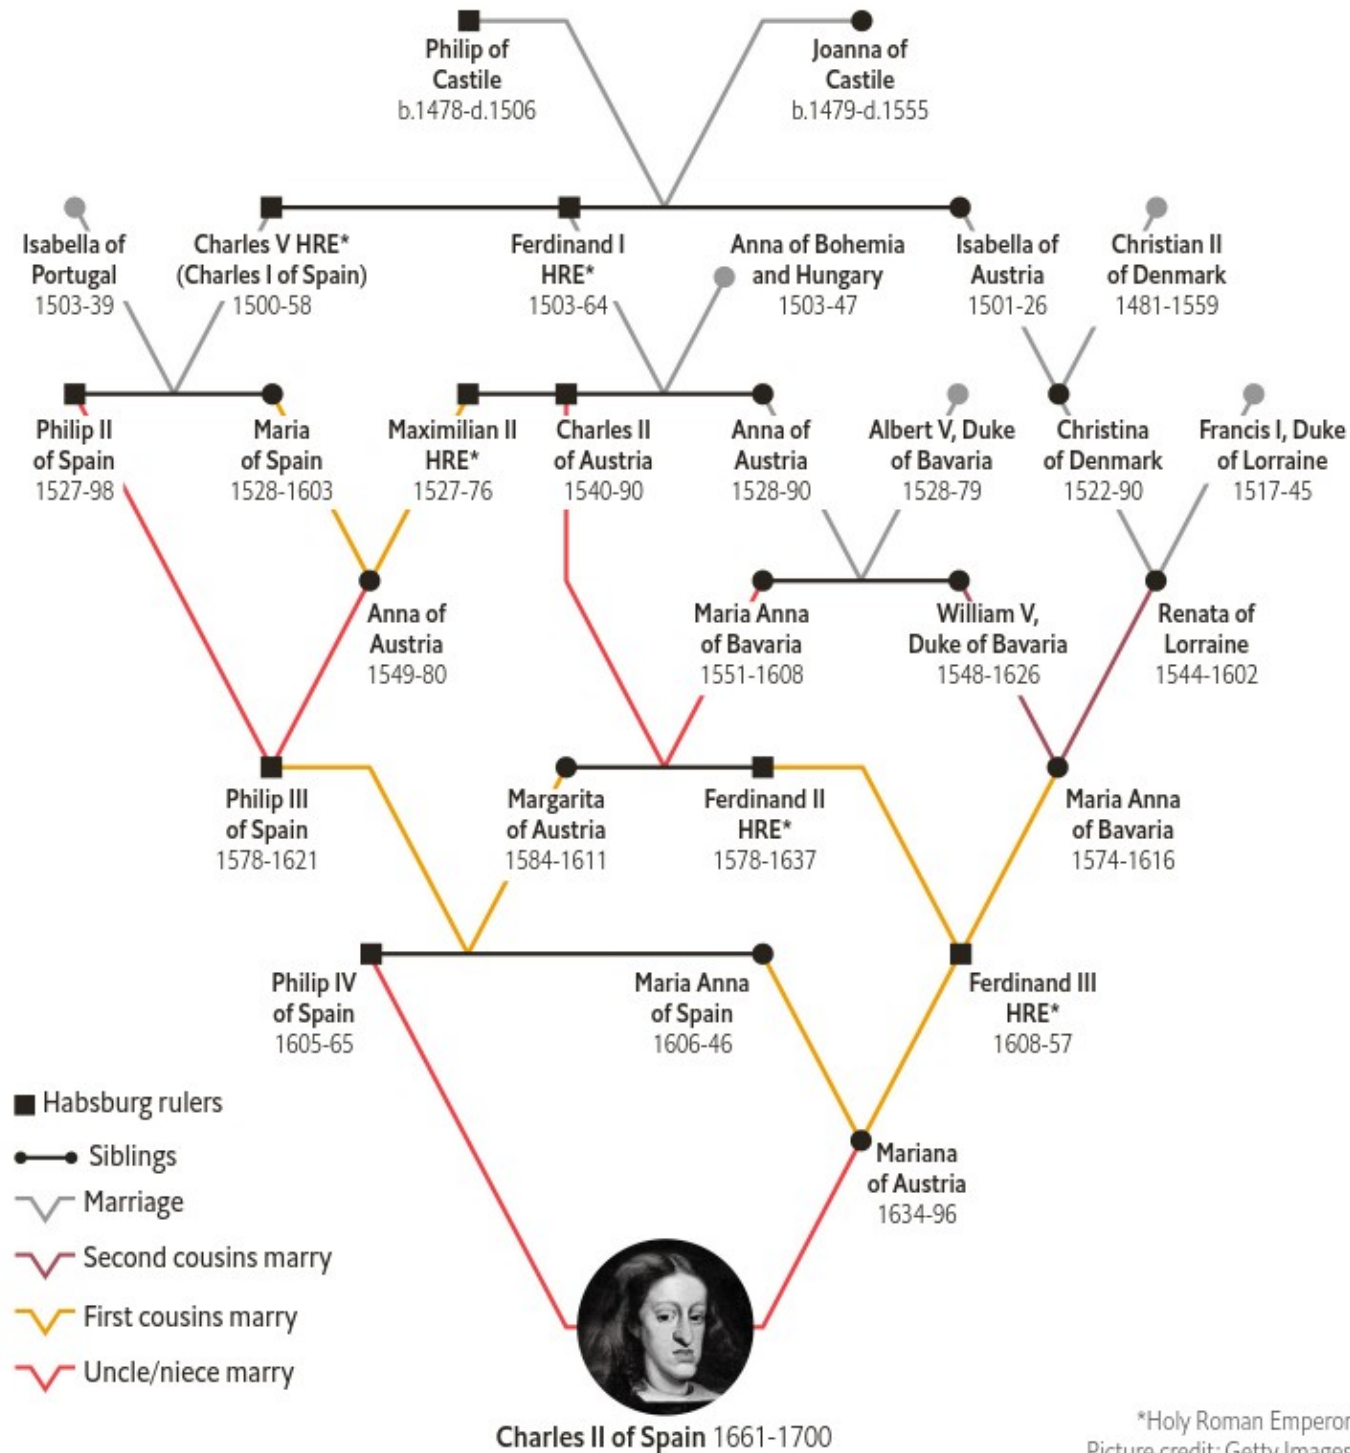 Philip of
Castile
b.1478-d.1506
Joanna of
Castile
b.1479-d.1555
Isabella of
Portugal
1503-39
Charles V HRE*
(Charles I of Spain)
1500-58
Ferdinand I
HRE*
1503-64
Anna of Bohemia
and Hungary
1503-47
Isabella of
Austria
1501-26
Christian II
of Denmark
1481-1559
Philip II
of Spain
1527-98
Maria
of Spain
1528-1603
Maximilian II
HRE*
1527-76
Charles II
of Austria
1540-90
Anna of
Austria
1528-90
Albert V, Duke
of Bavaria
1528-79
Christina
of Denmark
1522-90
Francis I, Duke
of Lorraine
1517-45
Anna of
Austria
1549-80
Maria Anna
of Bavaria
1551-1608
William V,
Duke of Bavaria
1548-1626
Renata of
Lorraine
1544-1602
Philip III
of Spain
1578-1621
Margarita
of Austria
1584-1611
Ferdinand II
HRE*
1578-1637
Maria Anna
of Bavaria
1574-1616
Philip IV
of Spain
1605-65
Maria Anna
of Spain
1606-46
Ferdinand III
HRE*
1608-57
Mariana
of Austria
1634-96
Habsburg rulers
Siblings
Marriage
Second cousins marry
First cousins marry
Uncle/niece marry
Charles II of Spain 1661-1700
*Holy Roman Emperor
Picture credit: Getty Images